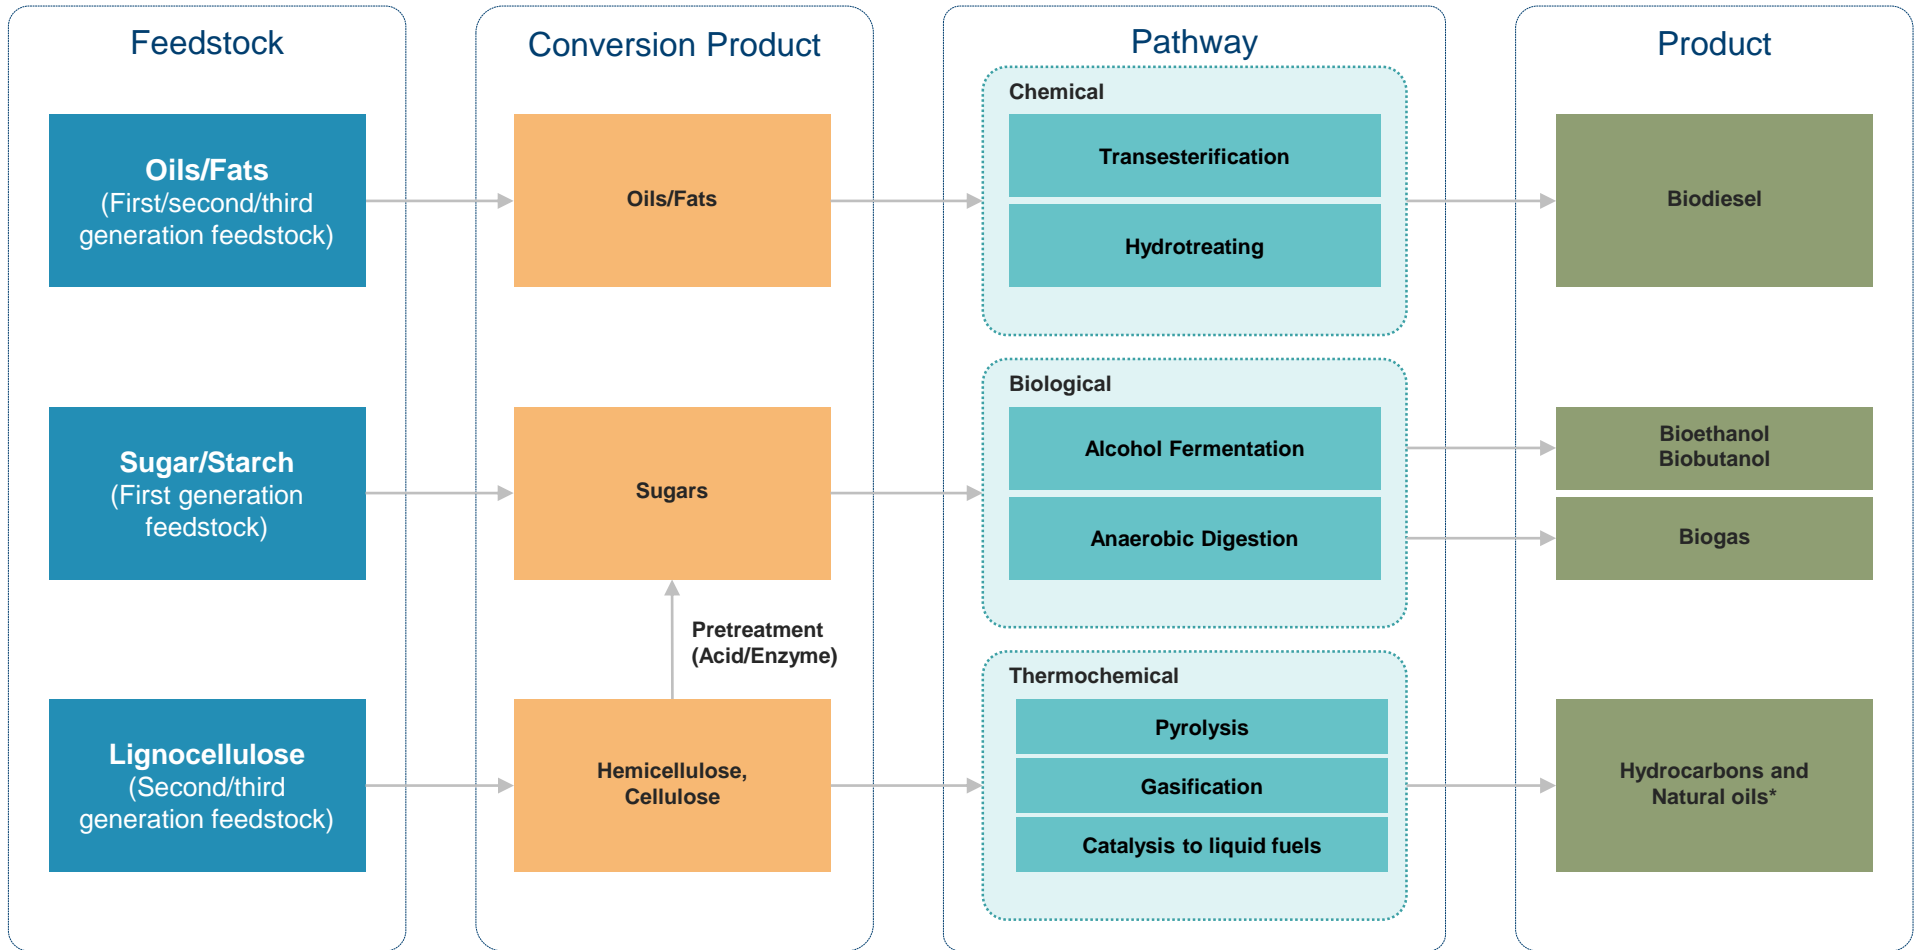 Feedstock
Conversion Product
Pathway
Product
Oils/Fats
(First/second/third
generation feedstock)
Oils/Fats
Chemical
Transesterification
Hydrotreating
Biodiesel
Sugar/Starch
(First generation
feedstock)
Sugars
Biological
Alcohol Fermentation
Anaerobic Digestion
Bioethanol
Biobutanol
Biogas
Pretreatment
(Acid/Enzyme)
Lignocellulose
(Second/third
generation feedstock)
Hemicellulose,
Cellulose
Thermochemical
Pyrolysis
Gasification
Catalysis to liquid fuels
Hydrocarbons and
Natural oils*